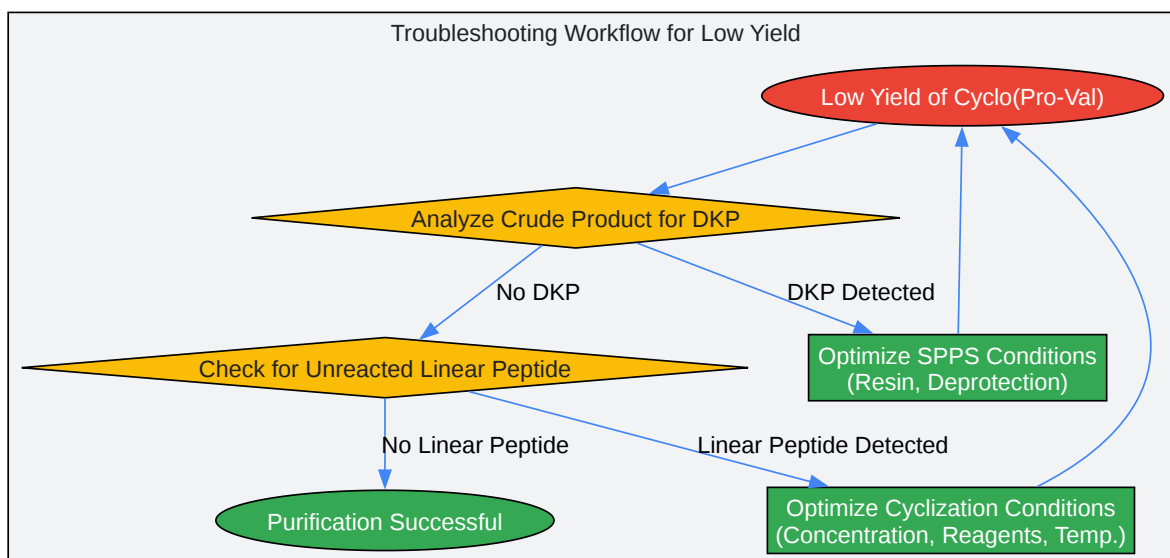 Troubleshooting Workflow for Low Yield
Low Yield of Cyclo(Pro-Val)
Analyze Crude Product for DKP
No DKP
DKP Detected
Optimize SPPS Conditions
(Resin, Deprotection)
Check for Unreacted Linear Peptide
No Linear Peptide
Linear Peptide Detected
Purification Successful
Optimize Cyclization Conditions
(Concentration, Reagents, Temp.)